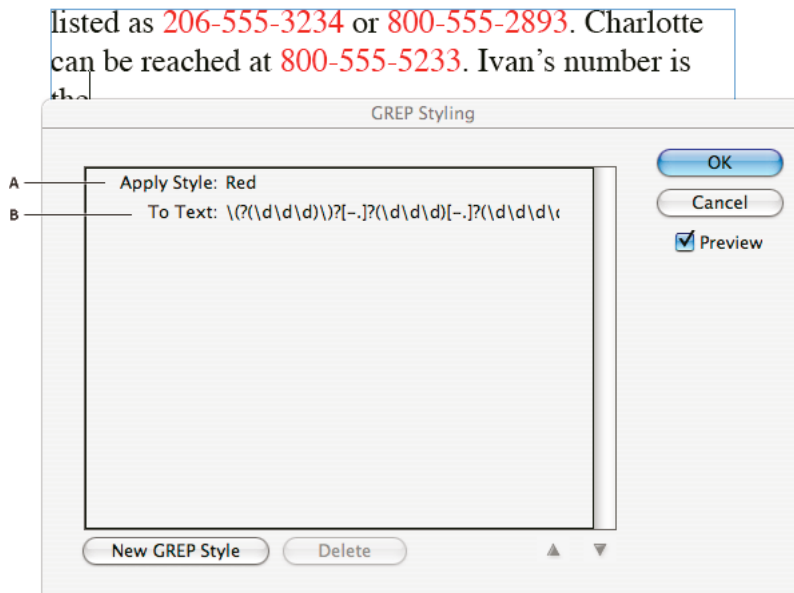 listed as 206-555-3234 or 800-555-2893. Charlotte
can be reached at 800-555-5233. Ivan’s number is
the
GREP Styling
A
Apply Style: Red
B
To Text: \(?(\d\d\d)\)?[-.]?(\d\d\d)[-.]?(\d\d\d\
OK
Cancel
Preview
New GREP Style
Delete